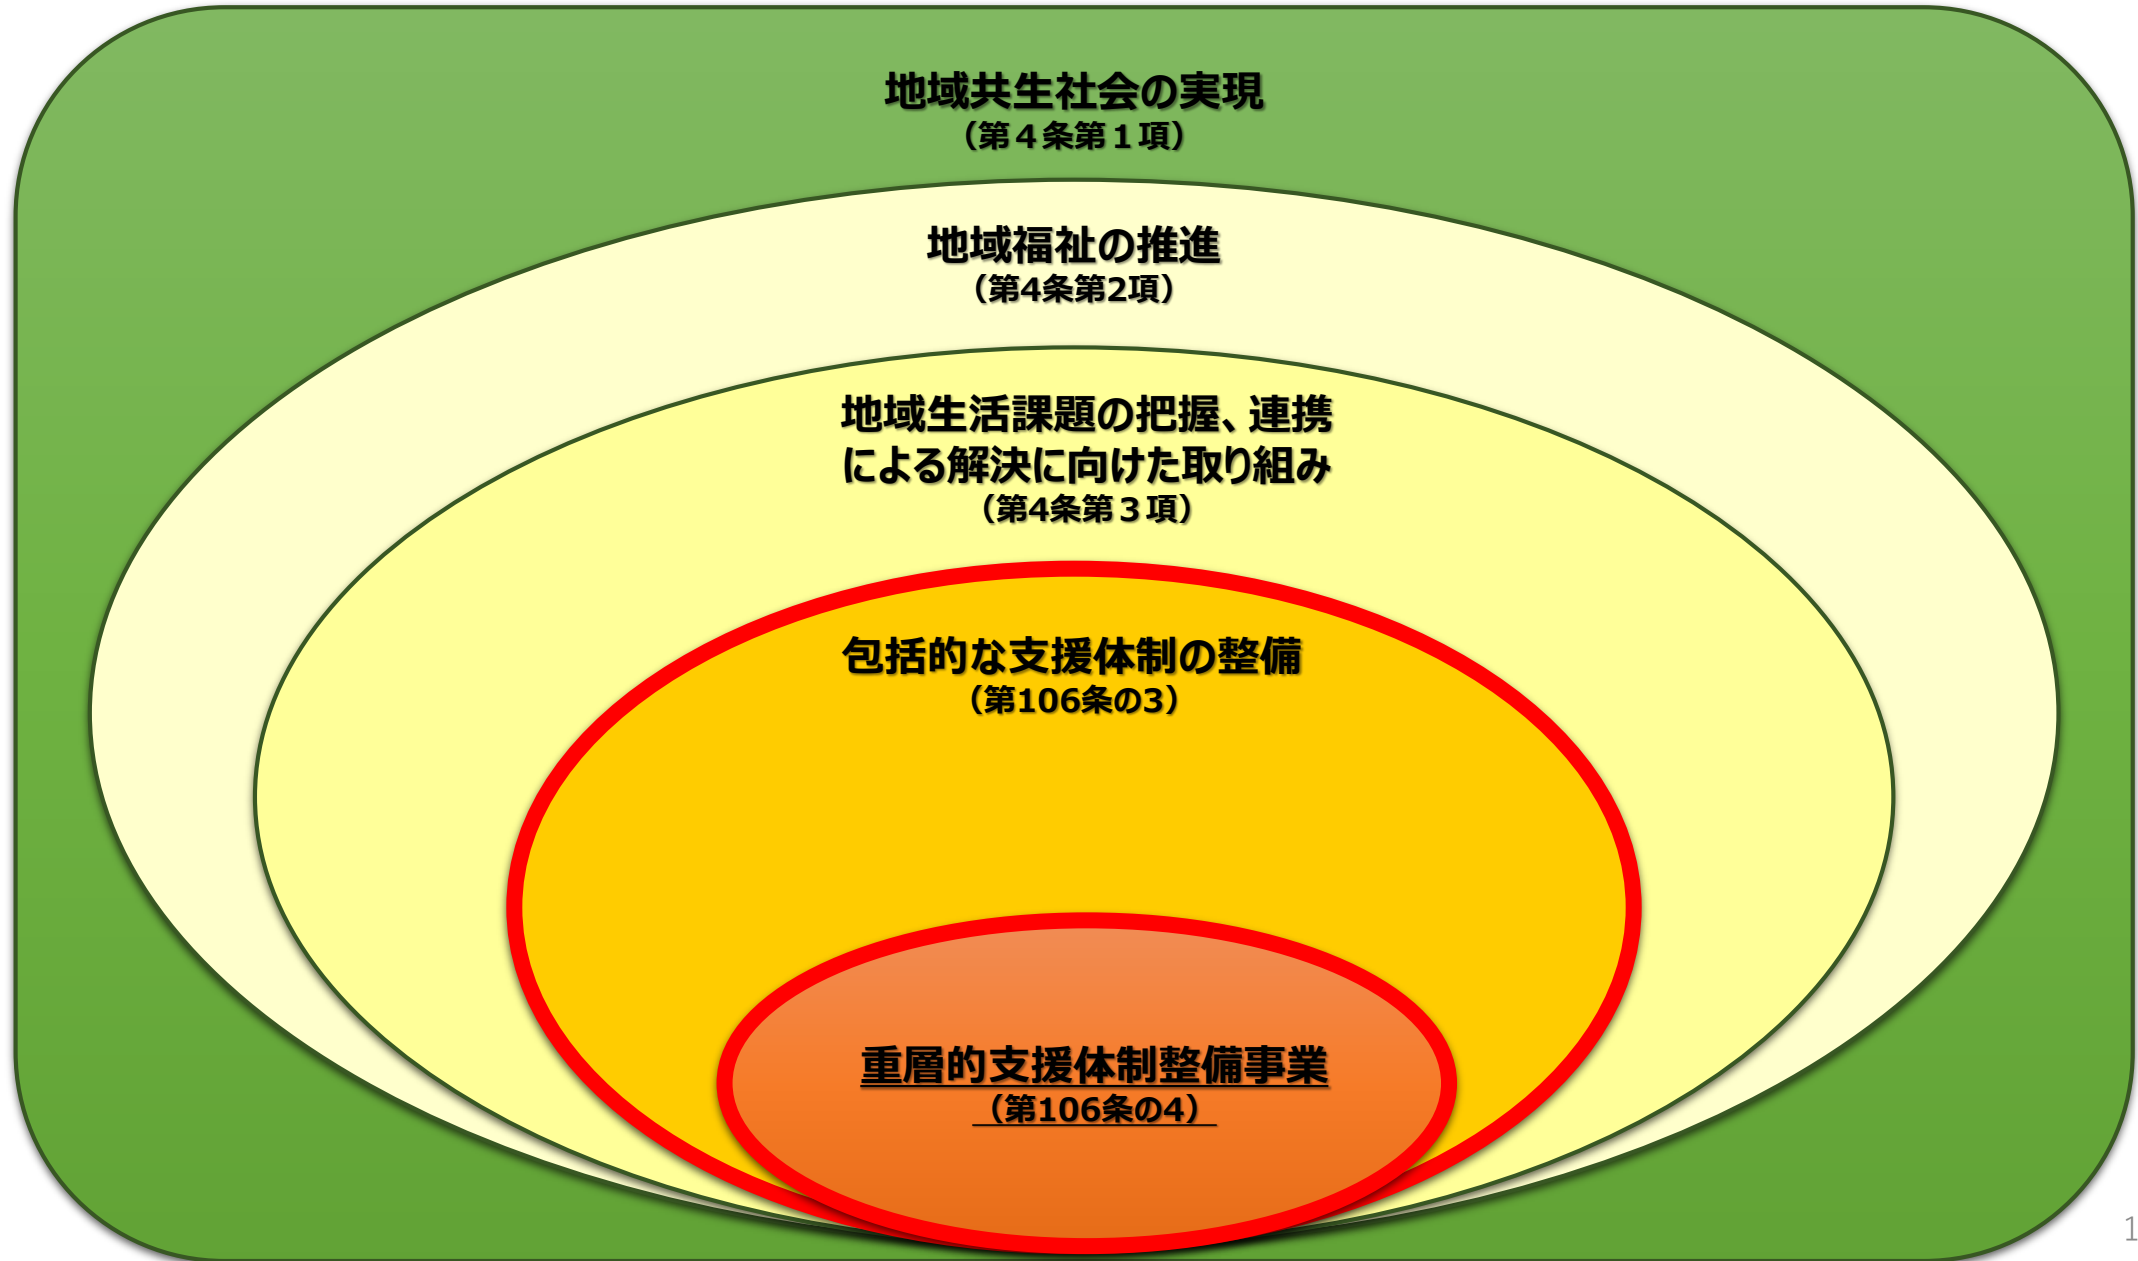 地域共生社会の実現
（第４条第１項）
地域福祉の推進
（第4条第2項）
地域生活課題の把握、連携
による解決に向けた取り組み
（第4条第３項）
包括的な支援体制の整備
（第106条の3）
重層的支援体制整備事業
（第106条の4）
1